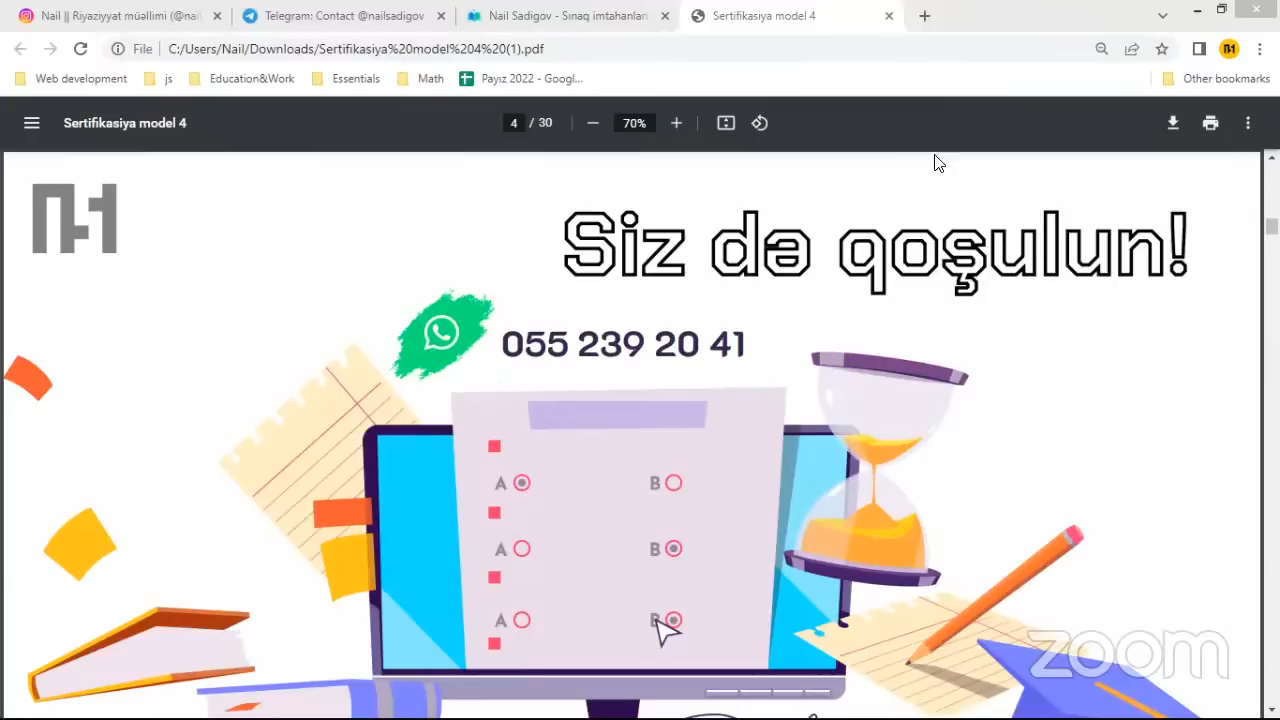 Nail || Riyaziyyat müəllimi (@nail
Telegram: Contact @nailsadigov
Nail Sadigov - Sınaq imtahanları
Sertifikasiya model 4
File
C:/Users/Nail/Downloads/Sertifikasiya%20model%204%20(1).pdf
Web development
js
Education&Work
Essentials
Math
Payız 2022 - Googl...
Other bookmarks
Sertifikasiya model 4
4 / 30
70%
Siz də qoşulun!
055 239 20 41
A
B
A
B
A
B
zoom